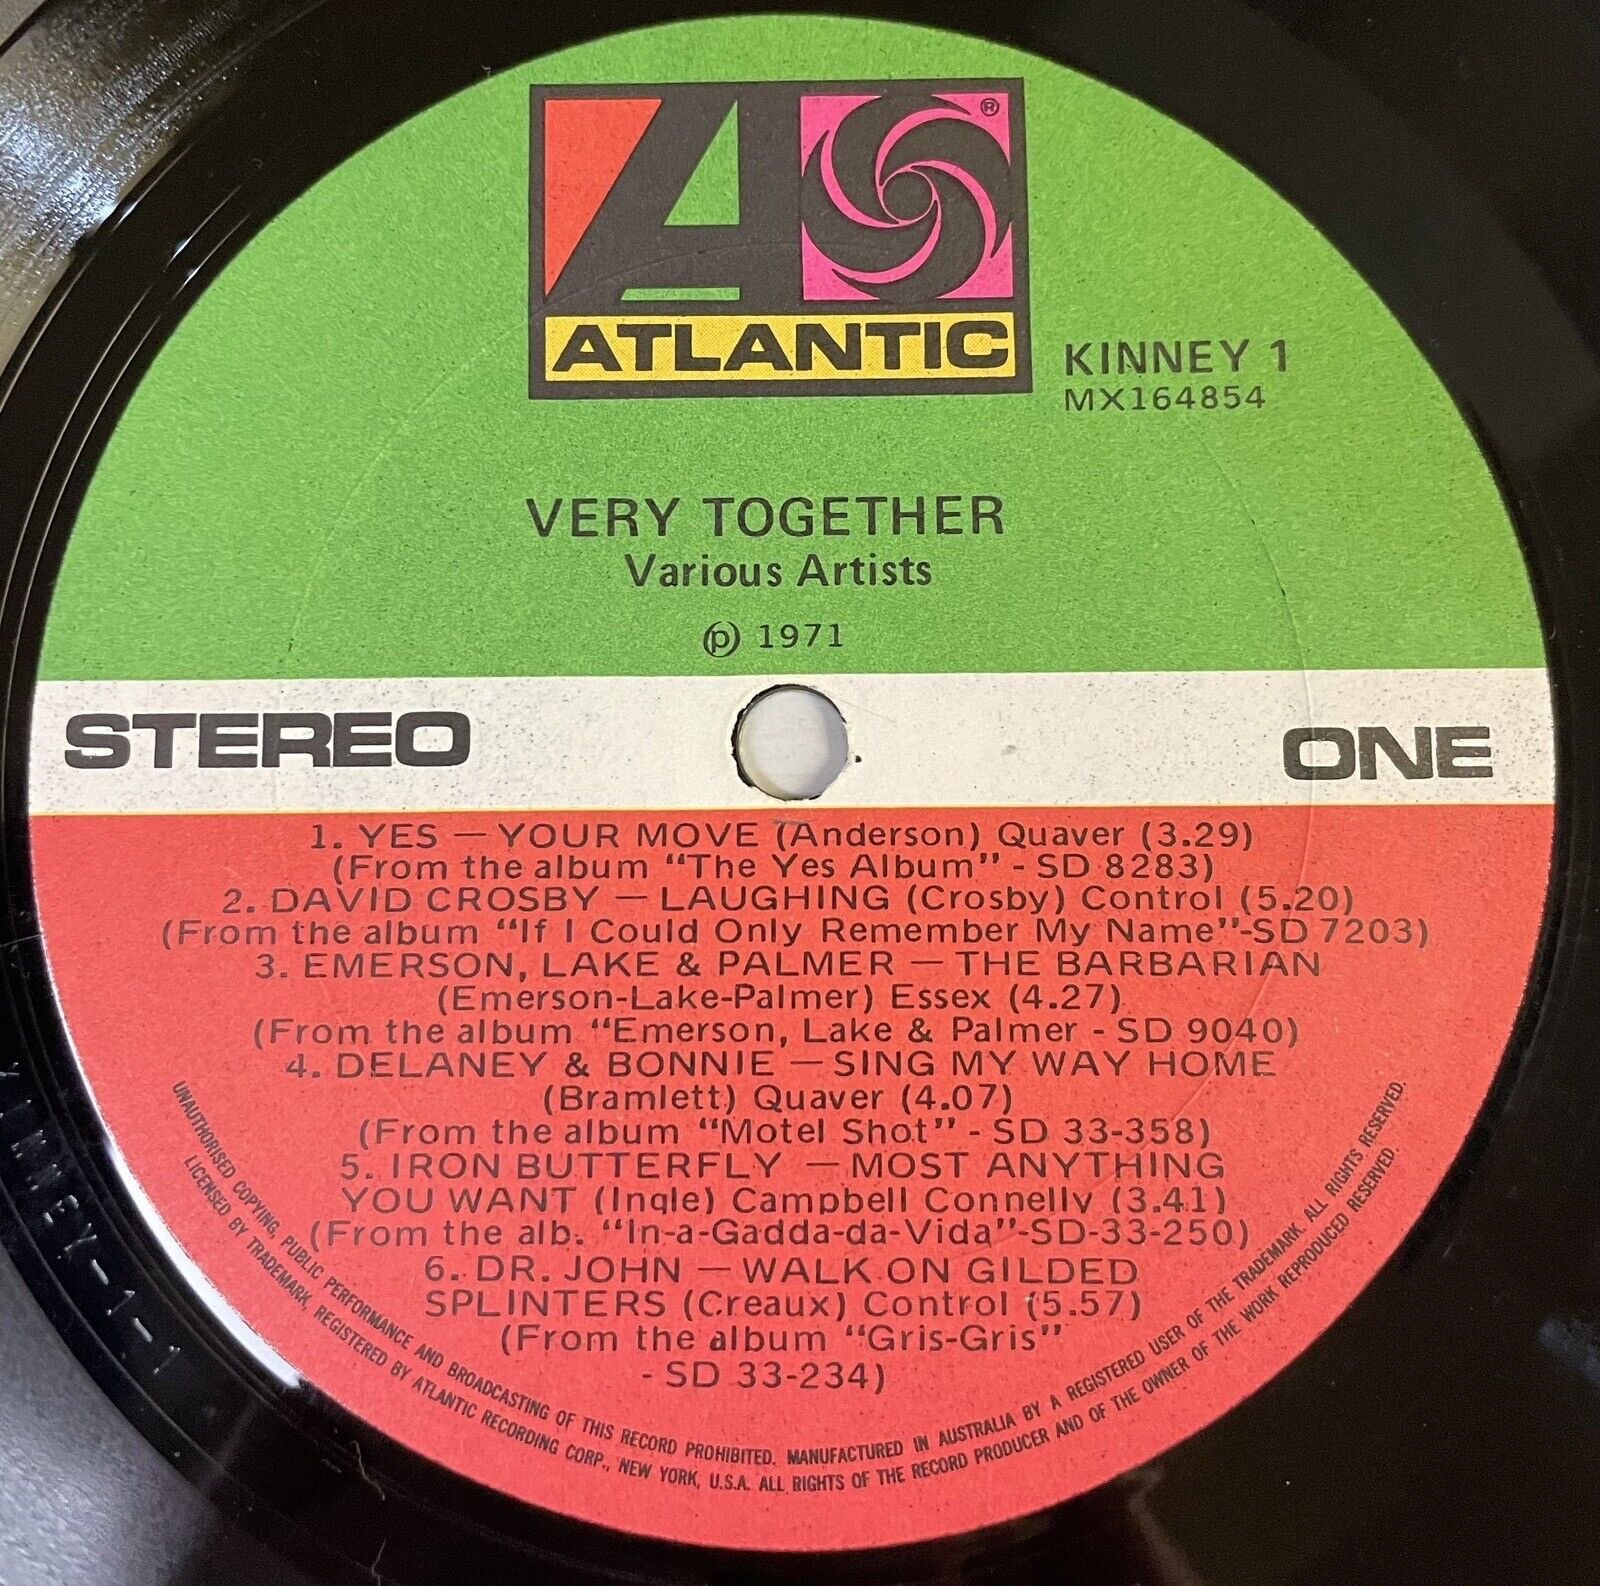 ®
ATLANTIC
KINNEY 1
MX164854
VERY TOGETHER
Various Artists
℗ 1971
STEREO
ONE
1. YES — YOUR MOVE (Anderson) Quaver (3.29)
(From the album "The Yes Album" - SD 8283)
2. DAVID CROSBY — LAUGHING (Crosby) Control (5.20)
(From the album "If I Could Only Remember My Name"-SD 7203)
3. EMERSON, LAKE & PALMER — THE BARBARIAN
(Emerson-Lake-Palmer) Essex (4.27)
(From the album "Emerson, Lake & Palmer - SD 9040)
4. DELANEY & BONNIE — SING MY WAY HOME
(Bramlett) Quaver (4.07)
(From the album "Motel Shot" - SD 33-358)
5. IRON BUTTERFLY — MOST ANYTHING
YOU WANT (Ingle) Campbell Connelly (3.41)
(From the alb. "In-a-Gadda-da-Vida"-SD-33-250)
6. DR. JOHN — WALK ON GILDED
SPLINTERS (Creaux) Control (5.57)
(From the album "Gris-Gris"
- SD 33-234)
UNAUTHORISED COPYING, PUBLIC PERFORMANCE AND BROADCASTING OF THIS RECORD PROHIBITED. MANUFACTURED IN AUSTRALIA BY A REGISTERED USER OF THE TRADEMARK. ALL RIGHTS RESERVED.
LICENSED BY TRADEMARK, REGISTERED BY ATLANTIC RECORDING CORP., NEW YORK, U.S.A. ALL RIGHTS OF THE RECORD PRODUCER AND OF THE OWNER OF THE WORK REPRODUCED RESERVED.
KINNEY-1-1